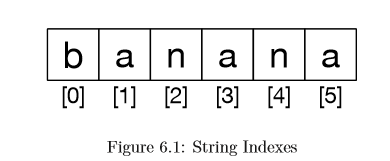 b a n a n a
[0] [1] [2] [3] [4] [5]
Figure 6.1: String Indexes